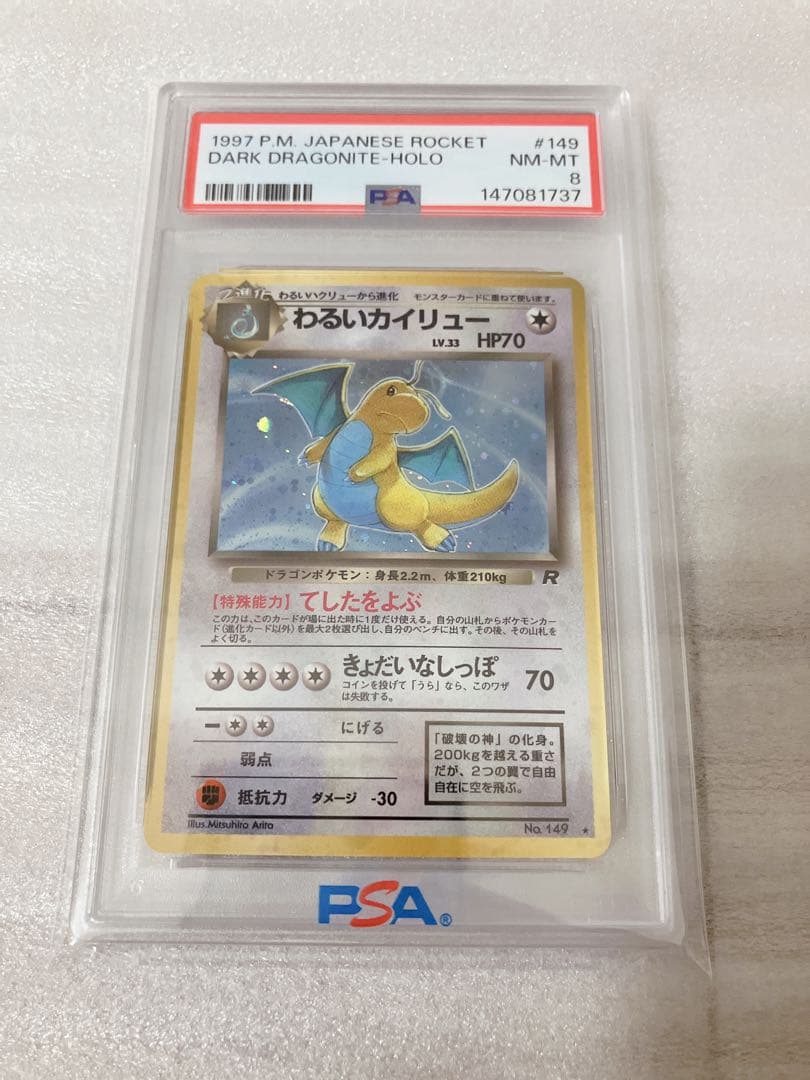 1997 P.M. JAPANESE ROCKET #149
DARK DRAGONITE-HOLO NM-MT
8
PSA 147081737
2進化 わるいハクリューから進化 モンスターカードに重ねて使います。
わるいカイリュー
LV.33 HP70
ドラゴンポケモン：身長2.2m、体重210kg R
【特殊能力】てしたをよぶ
この力は、このカードが場に出た時に1度だけ使える。自分の山札からポケモンカー
ド（進化カード以外）を最大2枚選び出し、自分のベンチに出す。その後、その山札を
よく切る。
きょだいなしっぽ 70
コインを投げて「うら」なら、このワザ
は失敗する。
にげる
弱点
抵抗力 ダメージ -30
「破壊の神」の化身。
200kgを越える重さ
だが、2つの翼で自由
自在に空を飛ぶ。
Illus.Mitsuhiro Arita No. 149 ★
PSA®